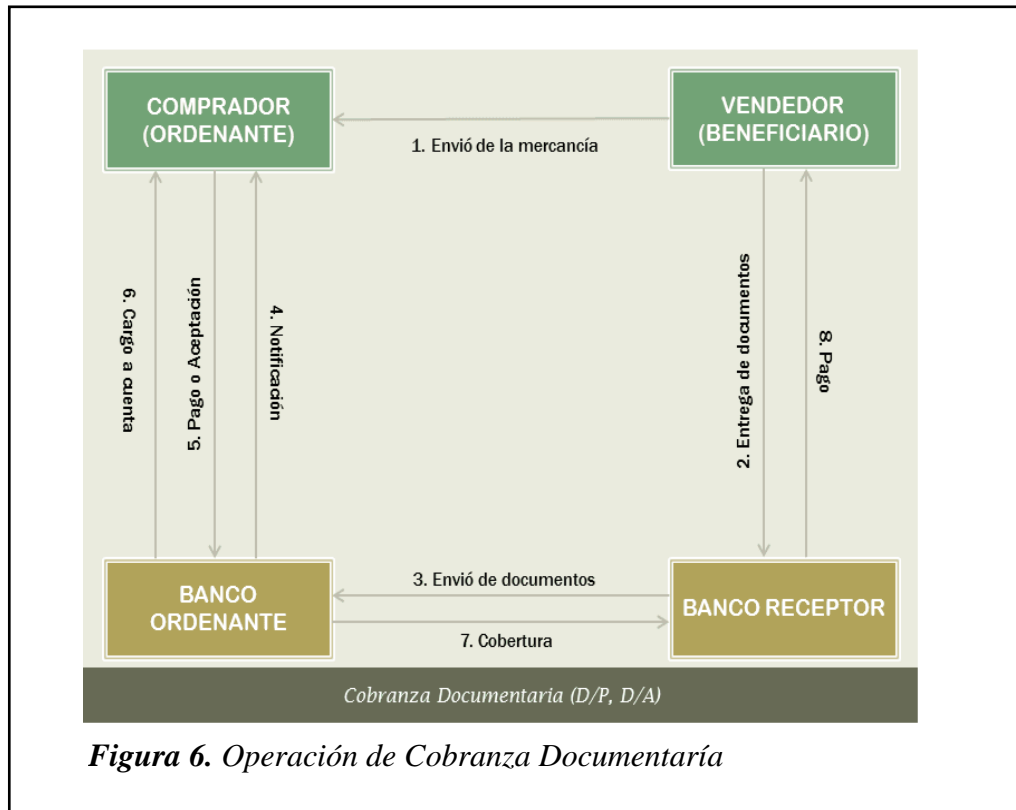 COMPRADOR
(ORDENANTE)
VENDEDOR
(BENEFICIARIO)
1. Envió de la mercancía
6. Cargo a
cuenta
5. Pago o Aceptación
4. Notificación
2. Entrega de documentos
8. Pago
BANCO
ORDENANTE
3. Envió de documentos
7. Cobertura
BANCO RECEPTOR
Cobranza Documentaria (D/P, D/A)
Figura 6. Operación de Cobranza Documentaría